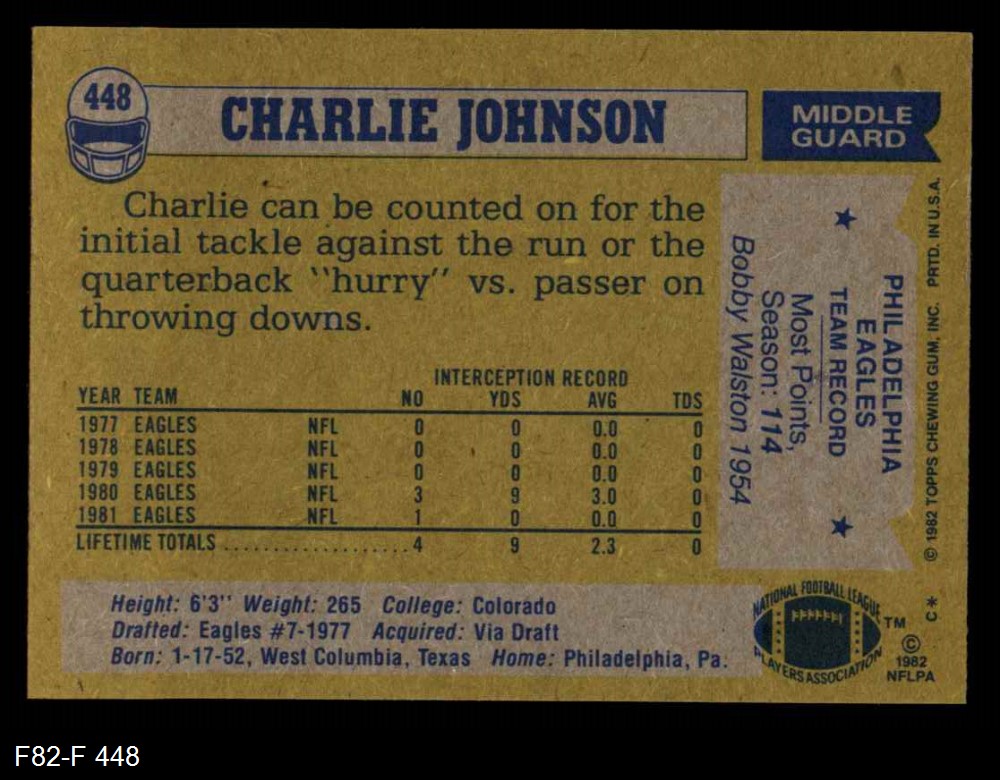 448
CHARLIE JOHNSON
MIDDLE
GUARD
Charlie can be counted on for the
initial tackle against the run or the
quarterback "hurry" vs. passer on
throwing downs.
INTERCEPTION RECORD
YEAR TEAM NO YDS AVG TDS
1977 EAGLES NFL 0 0 0.0 0
1978 EAGLES NFL 0 0 0.0 0
1979 EAGLES NFL 0 0 0.0 0
1980 EAGLES NFL 3 9 3.0 0
1981 EAGLES NFL 1 0 0.0 0
LIFETIME TOTALS ................... 4 9 2.3 0
Height: 6'3" Weight: 265 College: Colorado
Drafted: Eagles #7-1977 Acquired: Via Draft
Born: 1-17-52, West Columbia, Texas Home: Philadelphia, Pa.
PHILADELPHIA
EAGLES
★ TEAM RECORD ★
Most Points,
Season: 114
Bobby Walston 1954
© 1982 TOPPS CHEWING GUM, INC. PRTD. IN U.S.A.
C*
NATIONAL FOOTBALL LEAGUE
PLAYERS ASSOCIATION
TM
©
1982
NFLPA
F82-F 448